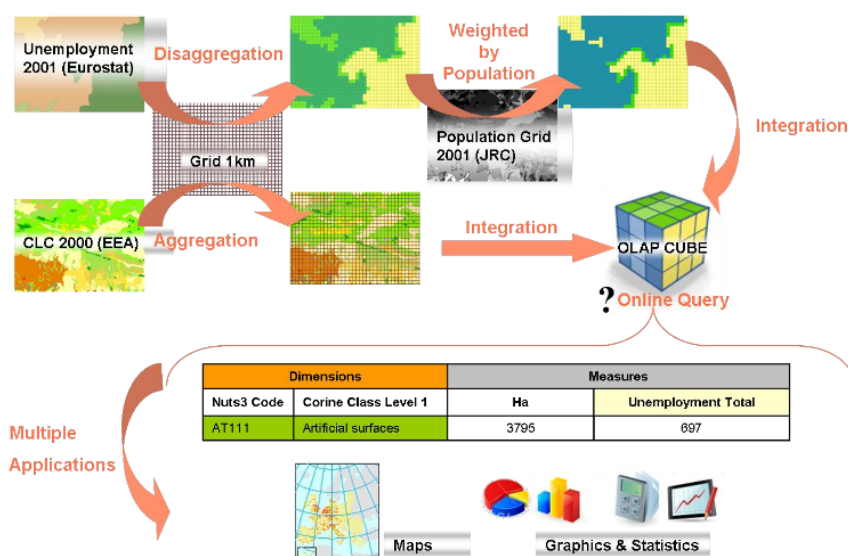 Unemployment
2001 (Eurostat)
Disaggregation
Weighted
by
Population
Grid 1km
Population Grid
2001 (JRC)
Integration
CLC 2000 (EEA)
Aggregation
Integration
OLAP CUBE
? Online Query
Dimensions Measures
Nuts3 Code Corine Class Level 1 Ha Unemployment Total
AT111 Artificial surfaces 3795 697
Multiple
Applications
Maps
Graphics & Statistics